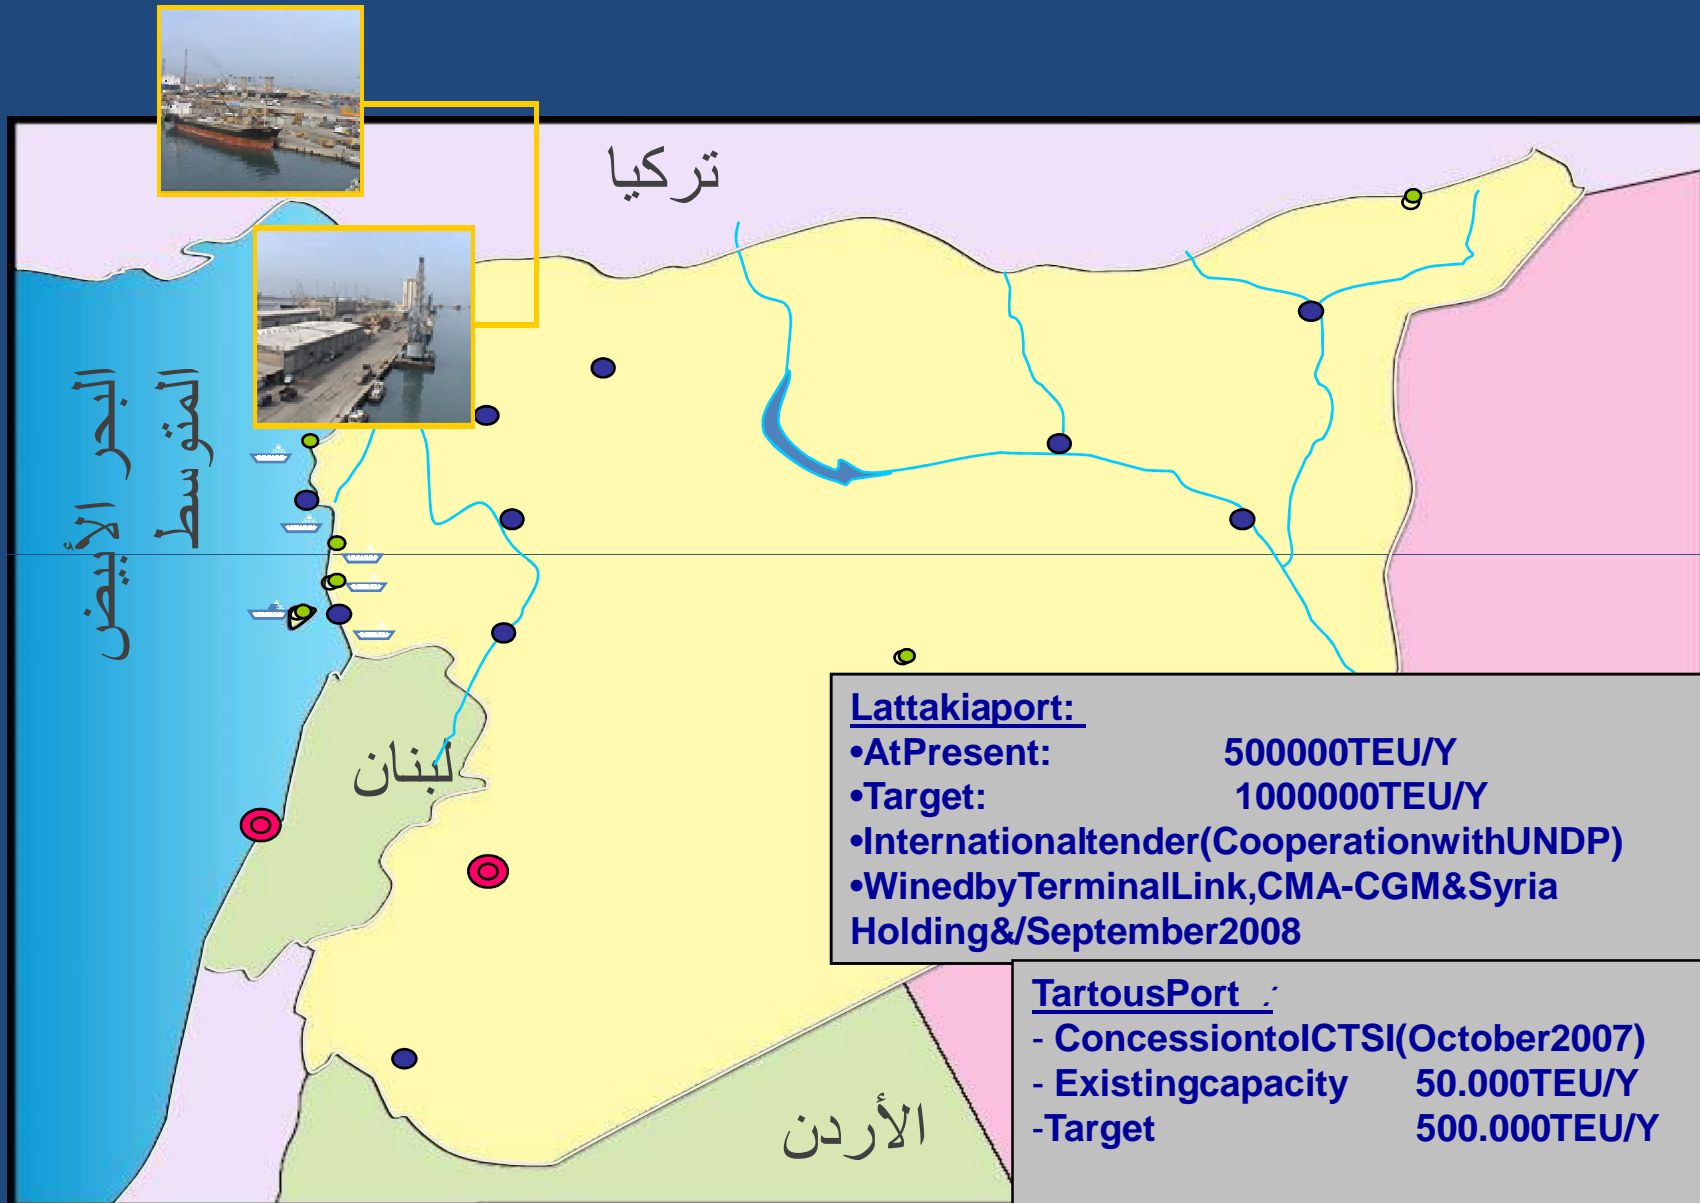 تركيا
البحر الأبيض
المتوسط
لبنان
الأردن
Lattakiaport:
•AtPresent: 500000TEU/Y
•Target: 1000000TEU/Y
•Internationaltender(CooperationwithUNDP)
•WinedbyTerminalLink,CMA-CGM&Syria
Holding&/September2008
TartousPort :
- ConcessiontoICTSI(October2007)
- Existingcapacity 50.000TEU/Y
-Target 500.000TEU/Y